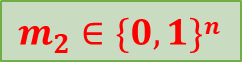 m₂ ∈ {0,1}ⁿ